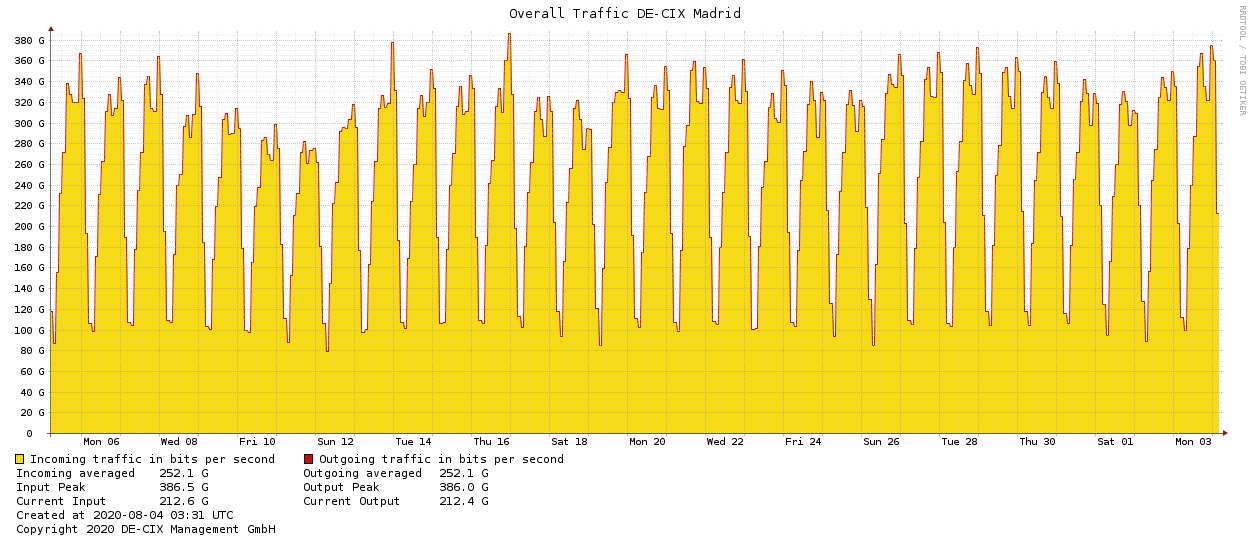 Overall Traffic DE-CIX Madrid
RRDTOOL / TOBI OETIKER
380 G
360 G
340 G
320 G
300 G
280 G
260 G
240 G
220 G
200 G
180 G
160 G
140 G
120 G
100 G
80 G
60 G
40 G
20 G
0
Mon 06 Wed 08 Fri 10 Sun 12 Tue 14 Thu 16 Sat 18 Mon 20 Wed 22 Fri 24 Sun 26 Tue 28 Thu 30 Sat 01 Mon 03
Incoming traffic in bits per second Outgoing traffic in bits per second
Incoming averaged 252.1 G Outgoing averaged 252.1 G
Input Peak 386.5 G Output Peak 386.0 G
Current Input 212.6 G Current Output 212.4 G
Created at 2020-08-04 03:31 UTC
Copyright 2020 DE-CIX Management GmbH